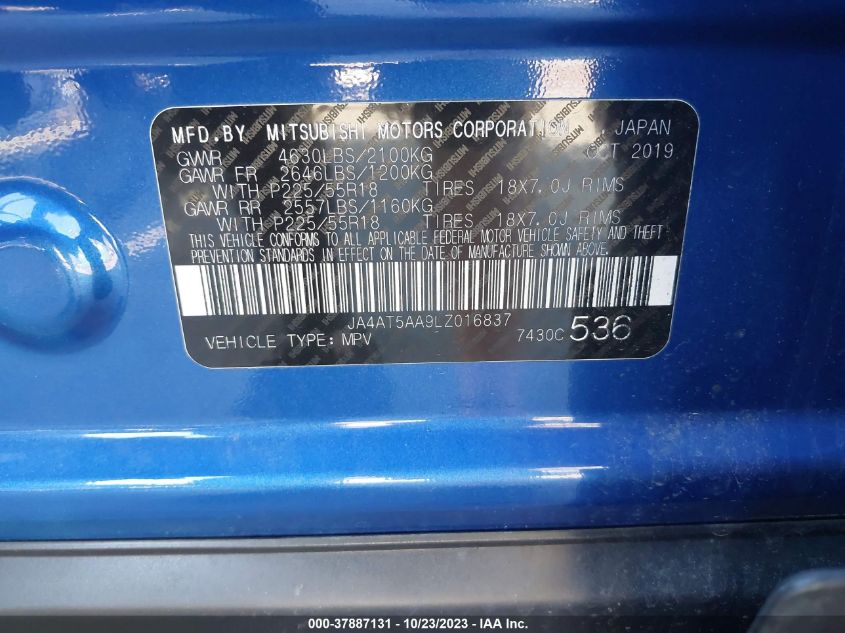 MFD.BY MITSUBISHI MOTORS CORPORATION, JAPAN
GVWR 4630LBS/2100KG OCT 2019
GAWR FR 2646LBS/1200KG
WITH P225/55R18 TIRES 18X7.0J RIMS
GAWR RR 2557LBS/1160KG
WITH P225/55R18 TIRES 18X7.0J RIMS
THIS VEHICLE CONFORMS TO ALL APPLICABLE FEDERAL MOTOR VEHICLE SAFETY AND THEFT
PREVENTION STANDARDS IN EFFECT ON THE DATE OF MANUFACTURE SHOWN ABOVE.
JA4AT5AA9LZ016837
VEHICLE TYPE: MPV 7430C 536
000-37887131 - 10/23/2023 - IAA Inc.